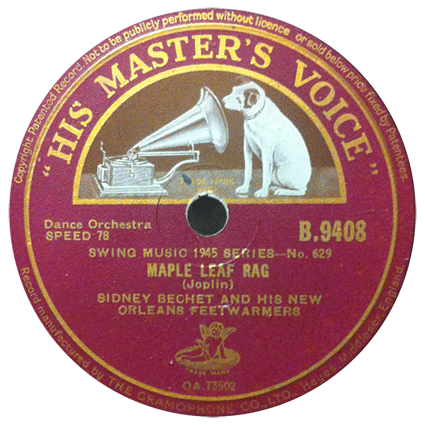 Copyright Patented Record. Not to be publicly performed without licence or sold below price fixed by Patentees.
"HIS MASTER'S VOICE"
Dance Orchestra
SPEED 78
B.9408
SWING MUSIC 1945 SERIES—No. 629
MAPLE LEAF RAG
(Joplin)
SIDNEY BECHET AND HIS NEW
ORLEANS FEETWARMERS
TRADE MARK
OA.73502
Record manufactured by THE GRAMOPHONE CO., LTD., Hayes, Middlesex, England.